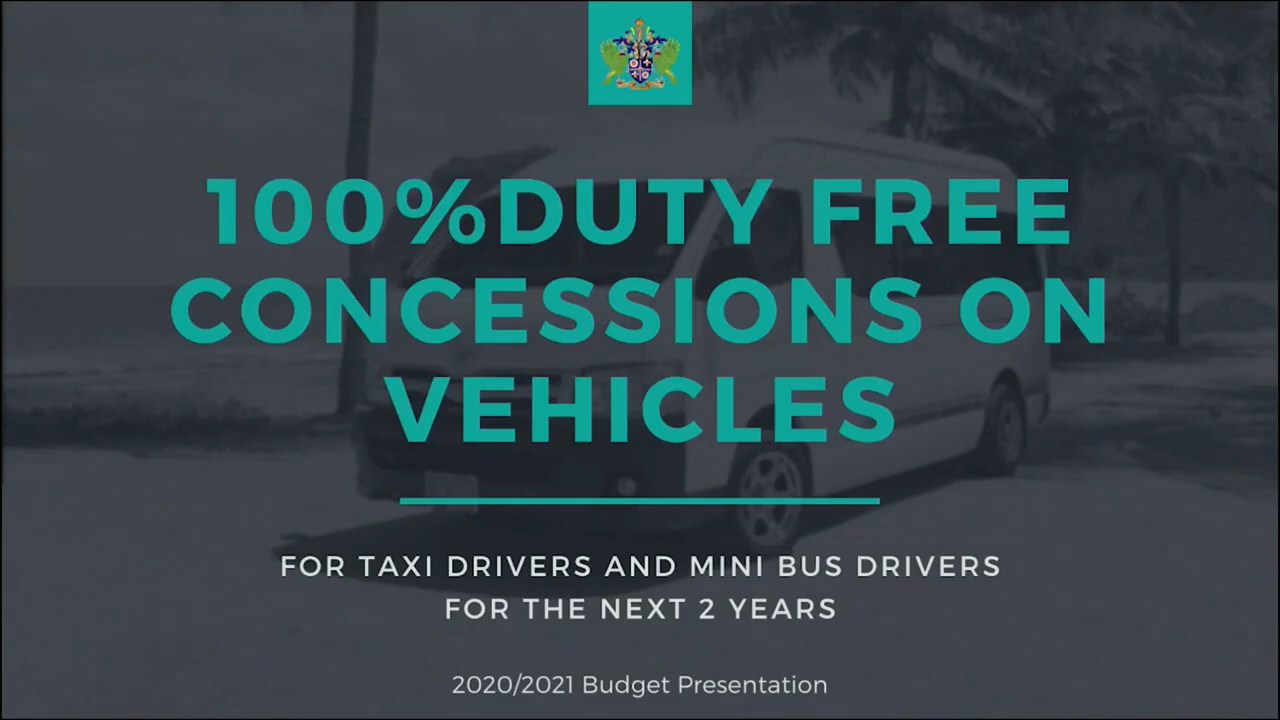 100%DUTY FREE
CONCESSIONS ON
VEHICLES
FOR TAXI DRIVERS AND MINI BUS DRIVERS
FOR THE NEXT 2 YEARS
2020/2021 Budget Presentation